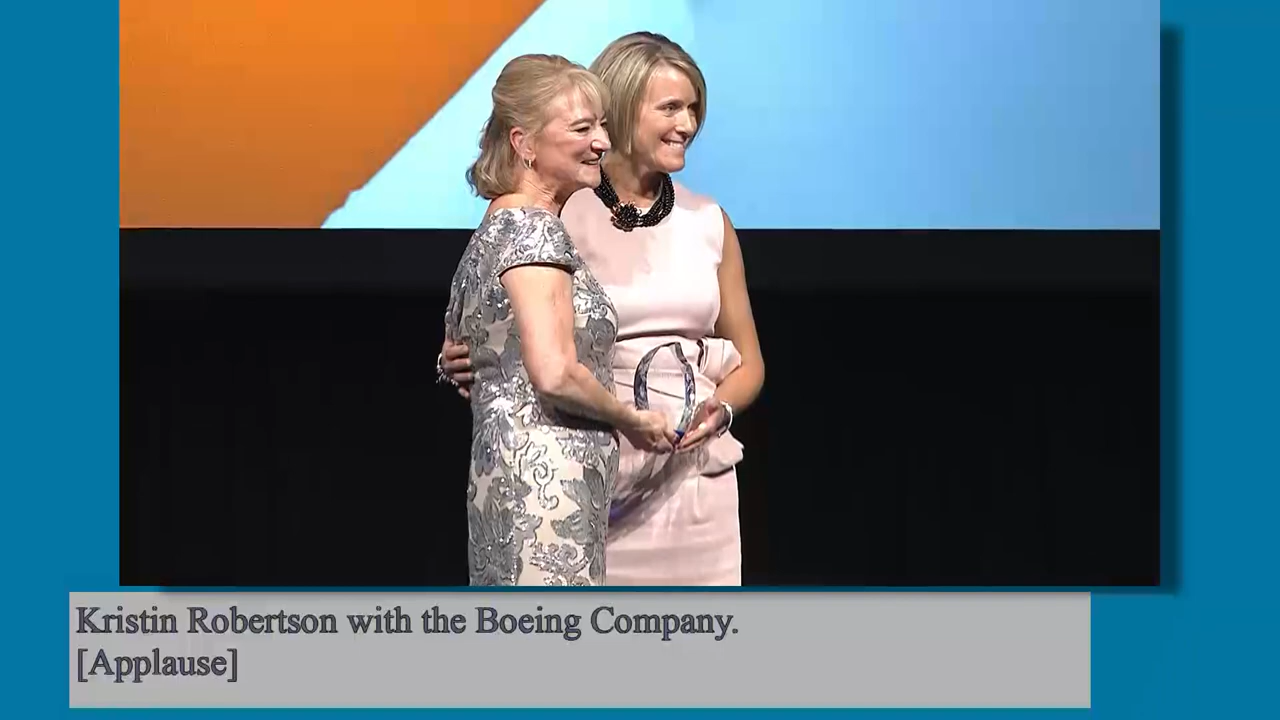 Kristin Robertson with the Boeing Company.
[Applause]